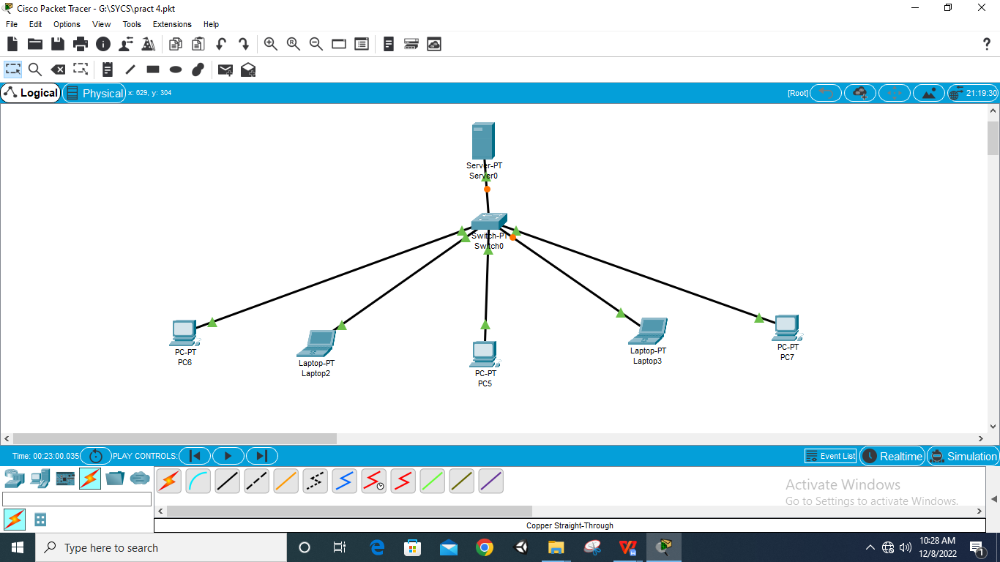 Cisco Packet Tracer - G:\SYCS\pract 4.pkt
File Edit Options View Tools Extensions Help
Logical Physical x: 629, y: 304 [Root] 21:19:30
Server-PT
Server0
Switch-PT
Switch0
PC-PT
PC6
Laptop-PT
Laptop2
PC-PT
PC5
Laptop-PT
Laptop3
PC-PT
PC7
Time: 00:23:00.035 PLAY CONTROLS: Event List Realtime Simulation
Activate Windows
Go to Settings to activate Windows.
Copper Straight-Through
Type here to search
10:28 AM
12/8/2022
1